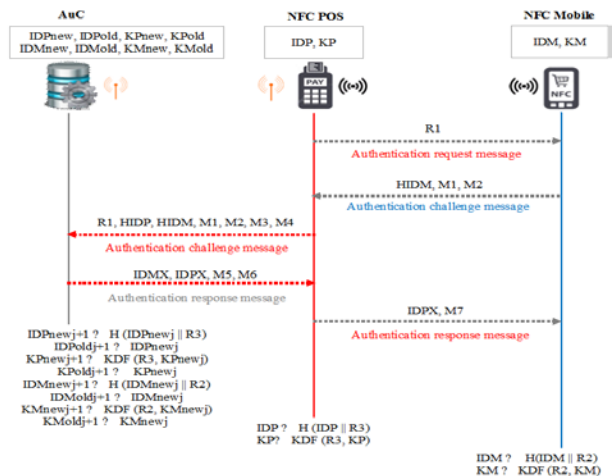 AuC
NFC POS
NFC Mobile
IDPnew, IDPold, KPnew, KPold
IDMnew, IDMold, KMnew, KMold
IDP, KP
IDM, KM
PAY
NFC
R1
Authentication request message
HIDM, M1, M2
Authentication challenge message
R1, HIDP, HIDM, M1, M2, M3, M4
Authentication challenge message
IDMX, IDPX, M5, M6
Authentication response message
IDPX, M7
Authentication response message
IDPnewj+1 ? H (IDPnewj || R3)
IDPoldj+1 ? IDPnewj
KPnewj+1 ? KDF (R3, KPnewj)
KPoldj+1 ? KPnewj
IDMnewj+1 ? H (IDMnewj || R2)
IDMoldj+1 ? IDMnewj
KMnewj+1 ? KDF (R2, KMnewj)
KMoldj+1 ? KMnewj
IDP ? H (IDP || R3)
KP? KDF (R3, KP)
IDM ? H(IDM || R2)
KM ? KDF (R2, KM)